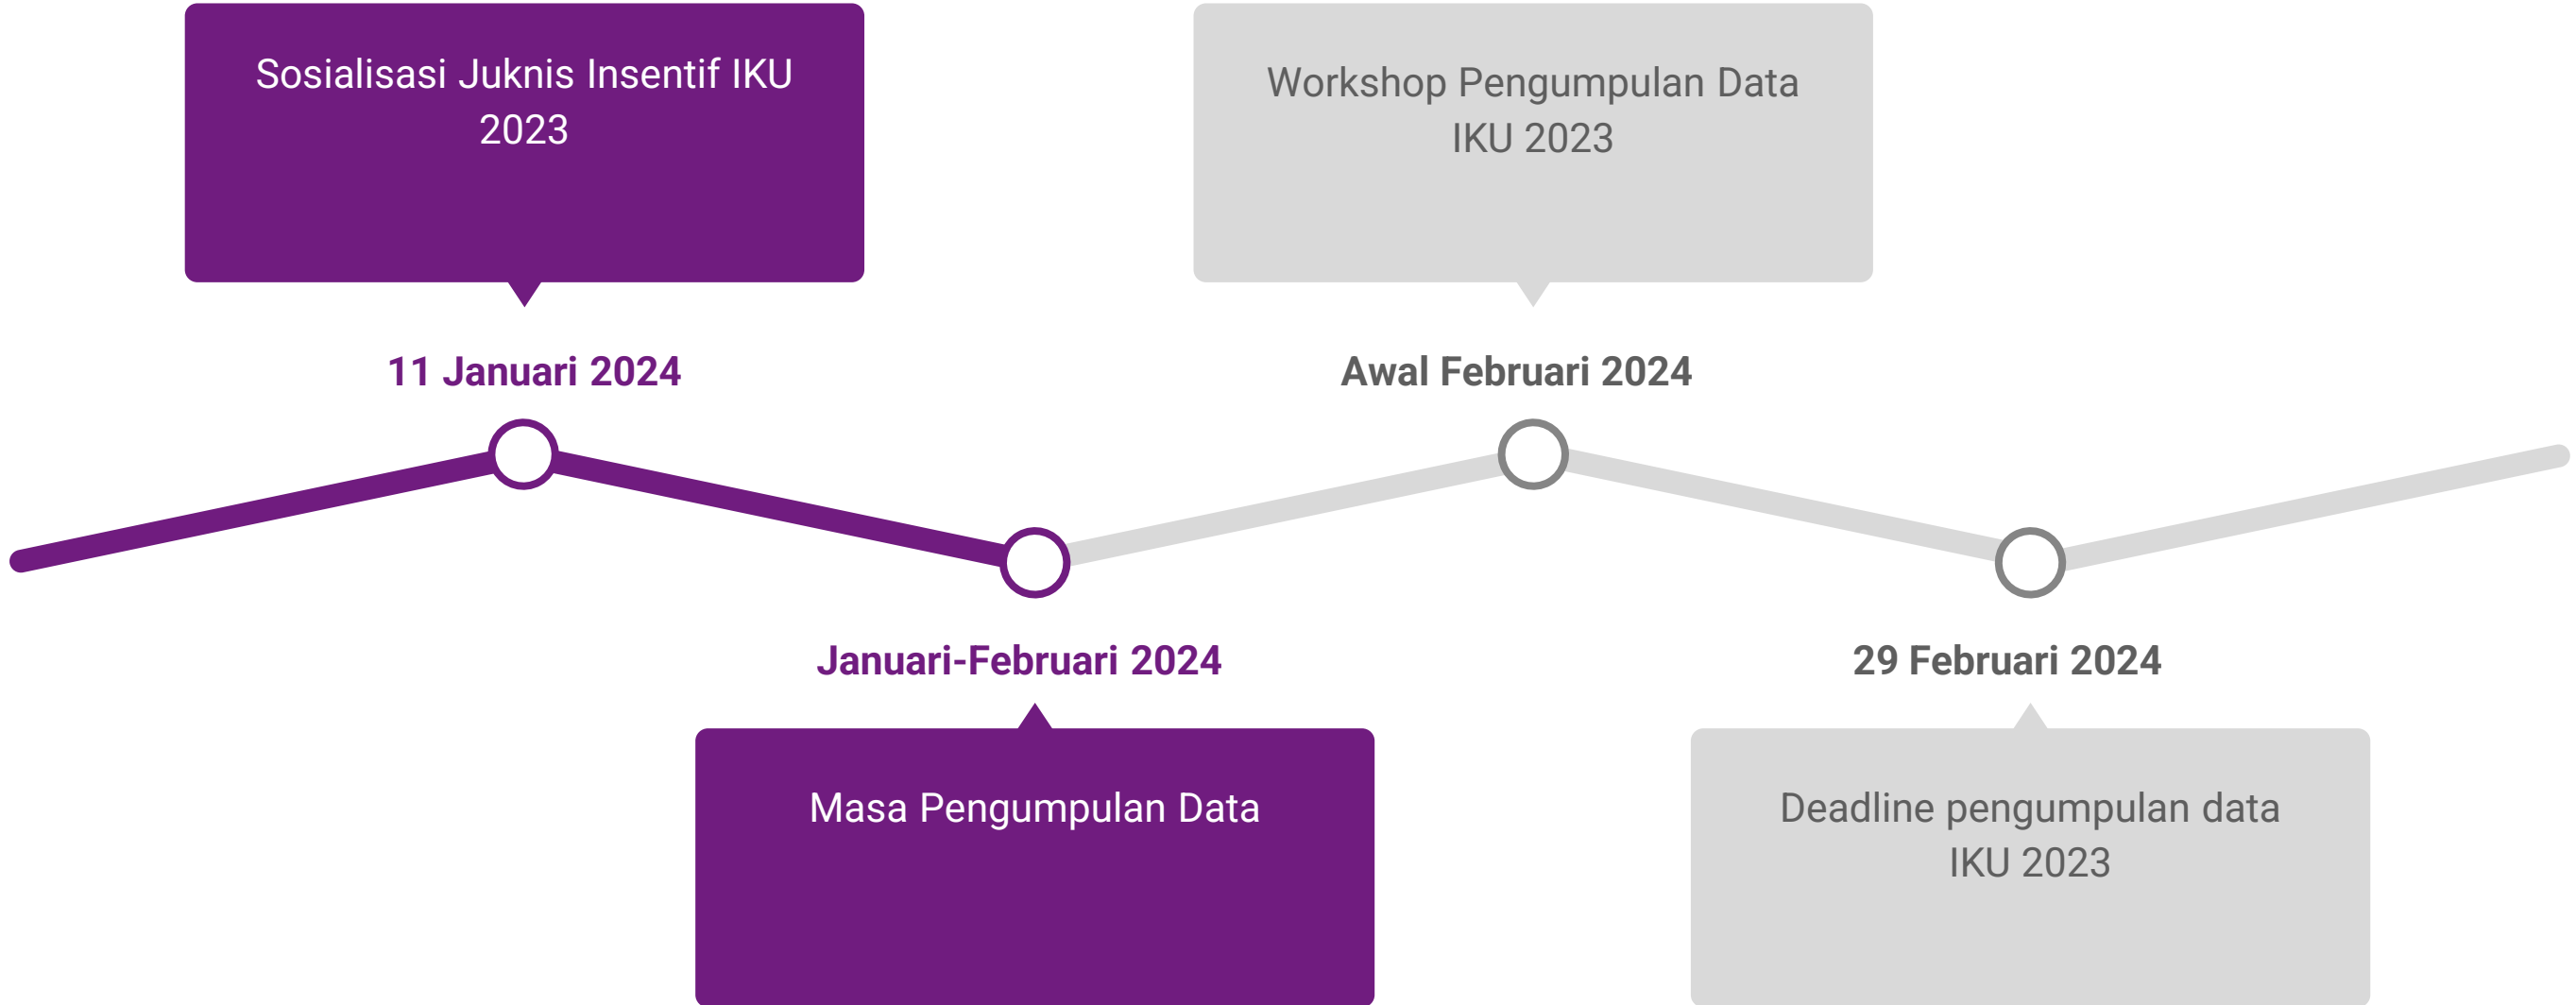 Sosialisasi Juknis Insentif IKU
2023
11 Januari 2024
Januari-Februari 2024
Masa Pengumpulan Data
Workshop Pengumpulan Data
IKU 2023
Awal Februari 2024
29 Februari 2024
Deadline pengumpulan data
IKU 2023